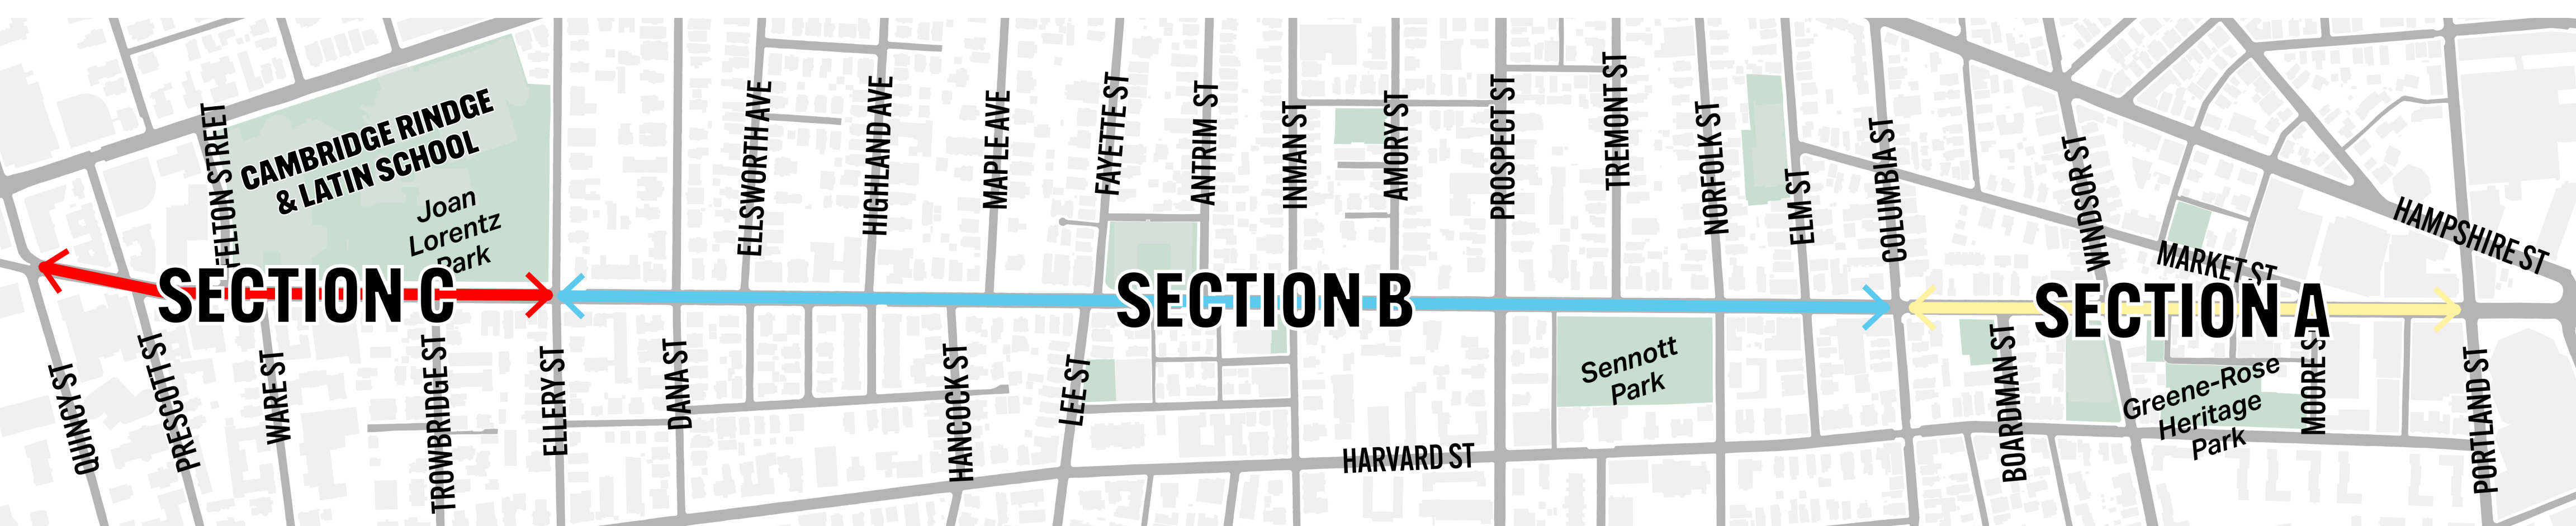 FELTON STREET
CAMBRIDGE RINDGE
& LATIN SCHOOL
Joan
Lorentz
Park
ELLSWORTH AVE
HIGHLAND AVE
MAPLE AVE
FAYETTE ST
ANTRIM ST
INMAN ST
AMORY ST
PROSPECT ST
TREMONT ST
NORFOLK ST
ELM ST
COLUMBIA ST
WINDSOR ST
MARKET ST
HAMPSHIRE ST
SECTION C
SECTION B
SECTION A
QUINCY ST
PRESCOTT ST
WARE ST
TROWBRIDGE ST
ELLERY ST
DANA ST
HANCOCK ST
LEE ST
HARVARD ST
Sennott
Park
BOARDMAN ST
Greene-Rose
Heritage
Park
MOORE S
PORTLAND ST